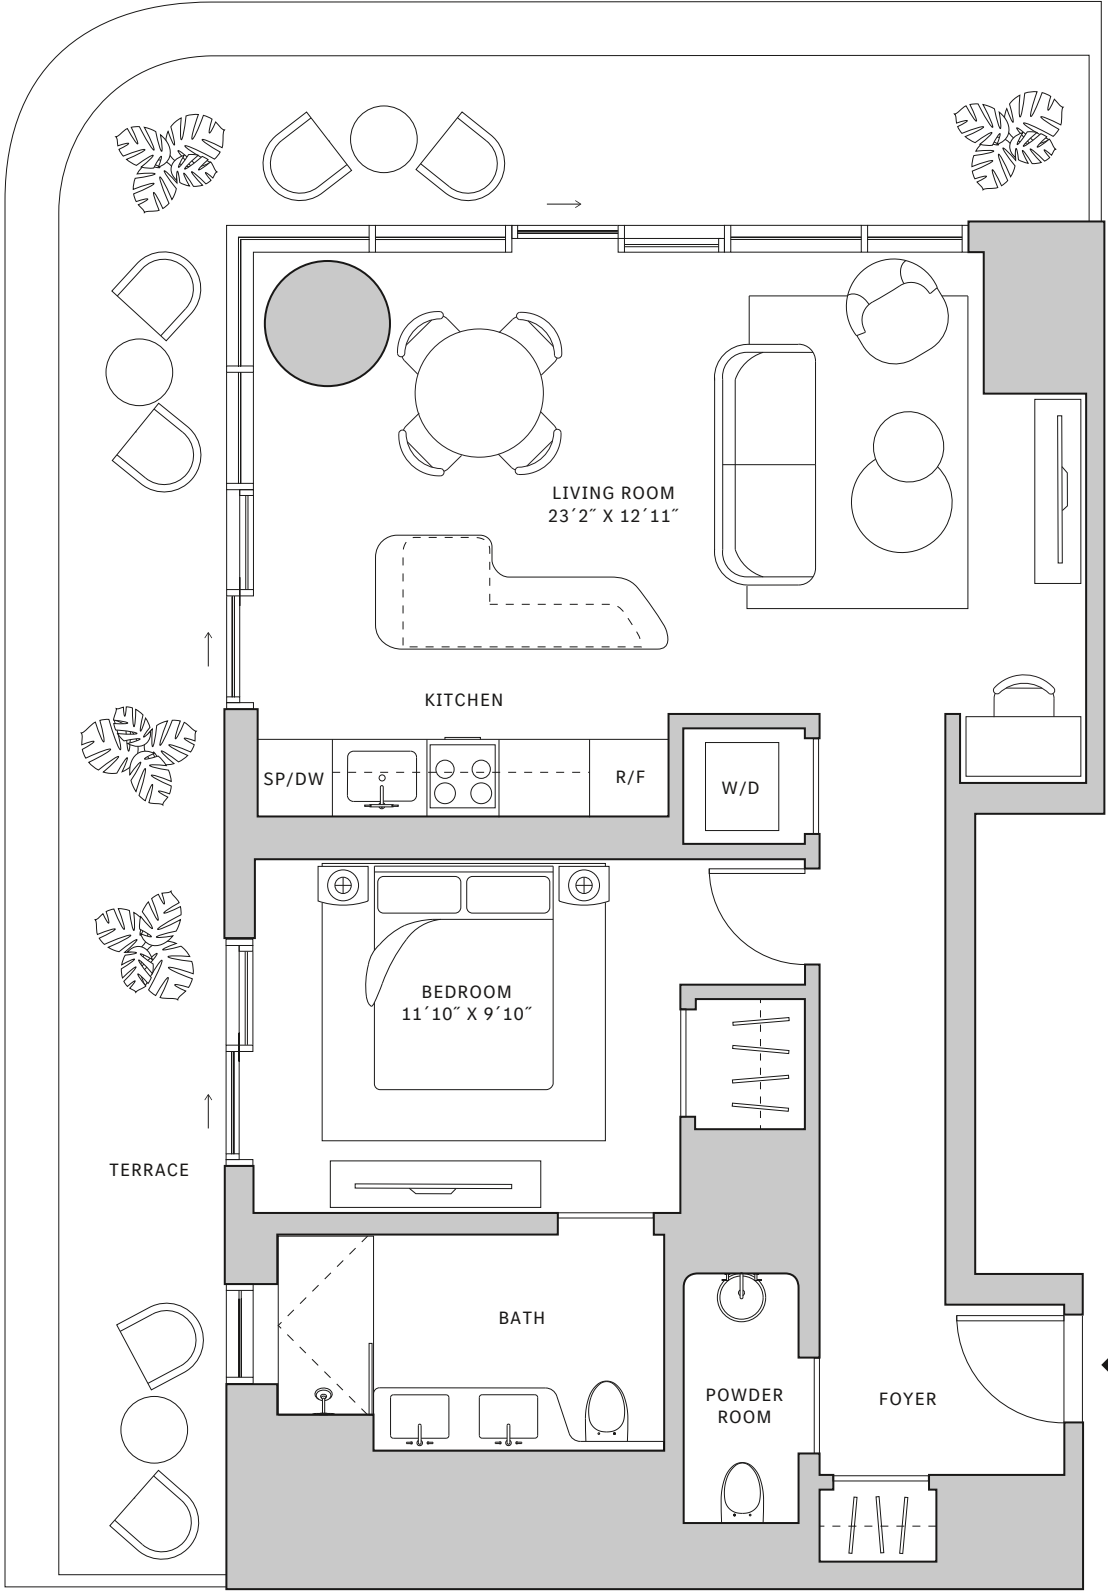 LIVING ROOM
23´2˝ X 12´11˝
KITCHEN
SP/DW
R/F
W/D
BEDROOM
11´10˝ X 9´10˝
TERRACE
BATH
POWDER
ROOM
FOYER